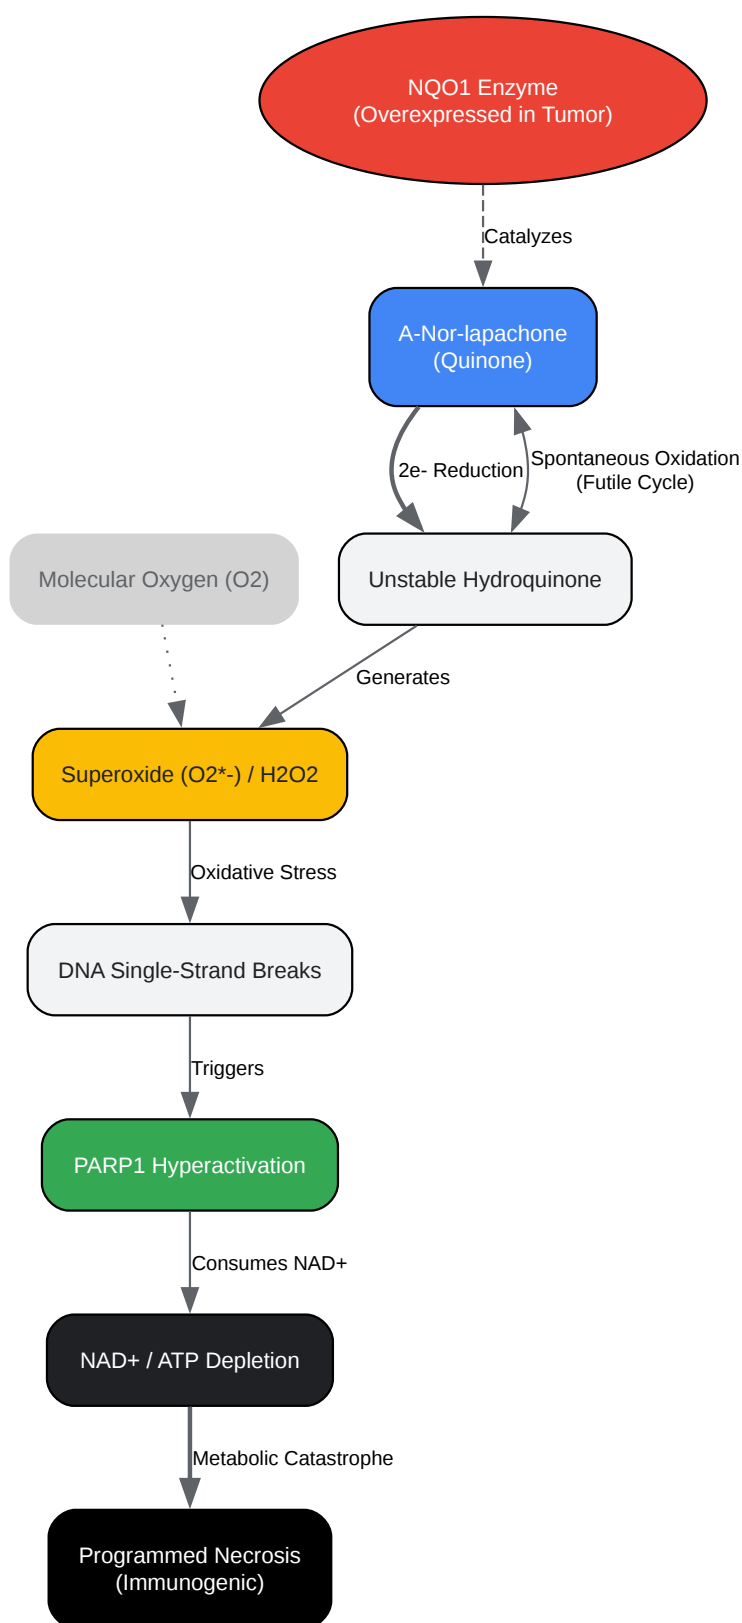 NQO1 Enzyme
(Overexpressed in Tumor)
Catalyzes
A-Nor-lapachone
(Quinone)
2e- Reduction
Spontaneous Oxidation
(Futile Cycle)
Molecular Oxygen (O2)
Unstable Hydroquinone
Generates
Superoxide (O2*-) / H2O2
Oxidative Stress
DNA Single-Strand Breaks
Triggers
PARP1 Hyperactivation
Consumes NAD+
NAD+ / ATP Depletion
Metabolic Catastrophe
Programmed Necrosis
(Immunogenic)